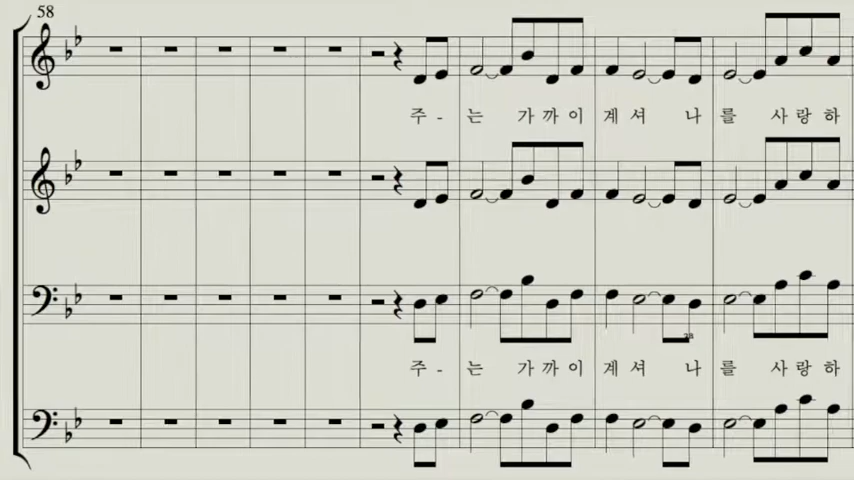 58
주 - 는 가 까 이 계 셔 나 를 사 랑 하
주 - 는 가 까 이 계 셔 나 를 사 랑 하